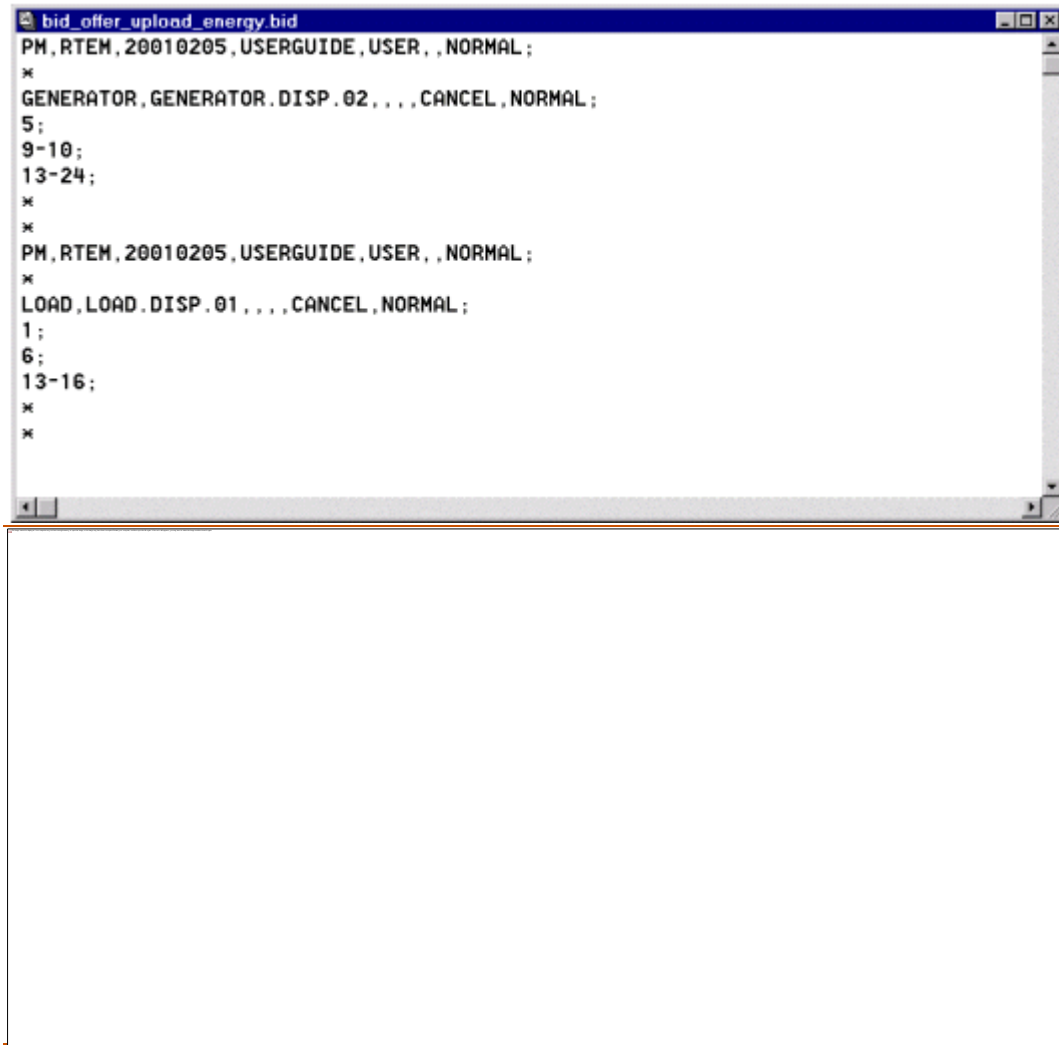 bid_offer_upload_energy.bid
PM,RTEM,20010205,USERGUIDE,USER,,NORMAL;
*
GENERATOR,GENERATOR.DISP.02,,,,CANCEL,NORMAL;
5;
9-10;
13-24;
*
*
PM,RTEM,20010205,USERGUIDE,USER,,NORMAL;
*
LOAD,LOAD.DISP.01,,,,CANCEL,NORMAL;
1;
6;
13-16;
*
*